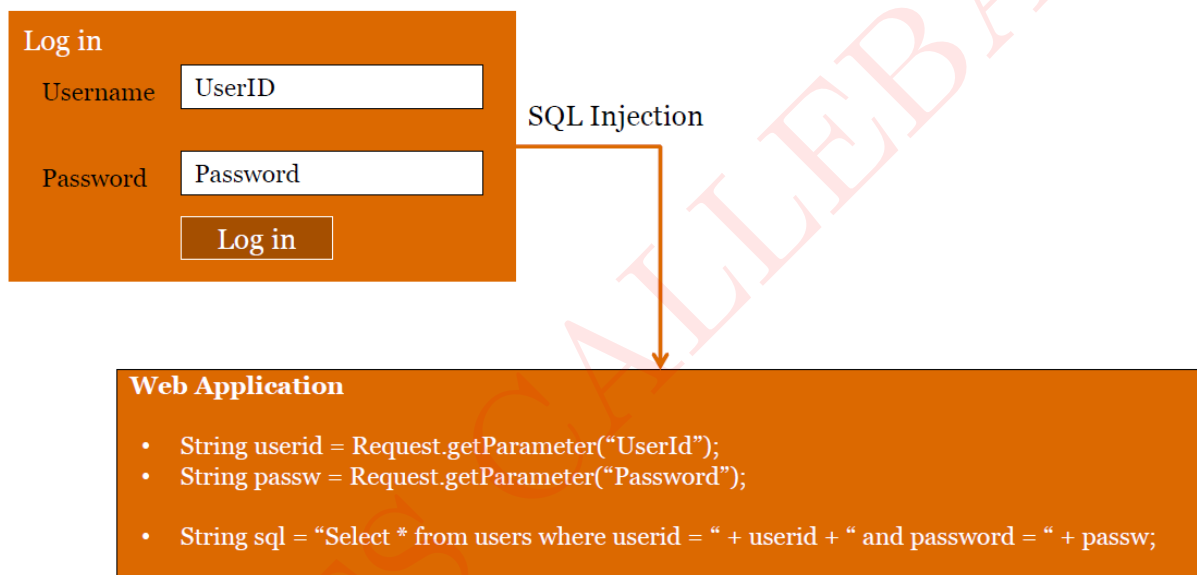 Log in
Username
UserID
SQL Injection
Password
Password
Log in
Web Application
• String userid = Request.getParameter(“UserId”);
• String passw = Request.getParameter(“Password”);
• String sql = “Select * from users where userid = “ + userid + “ and password = “ + passw;